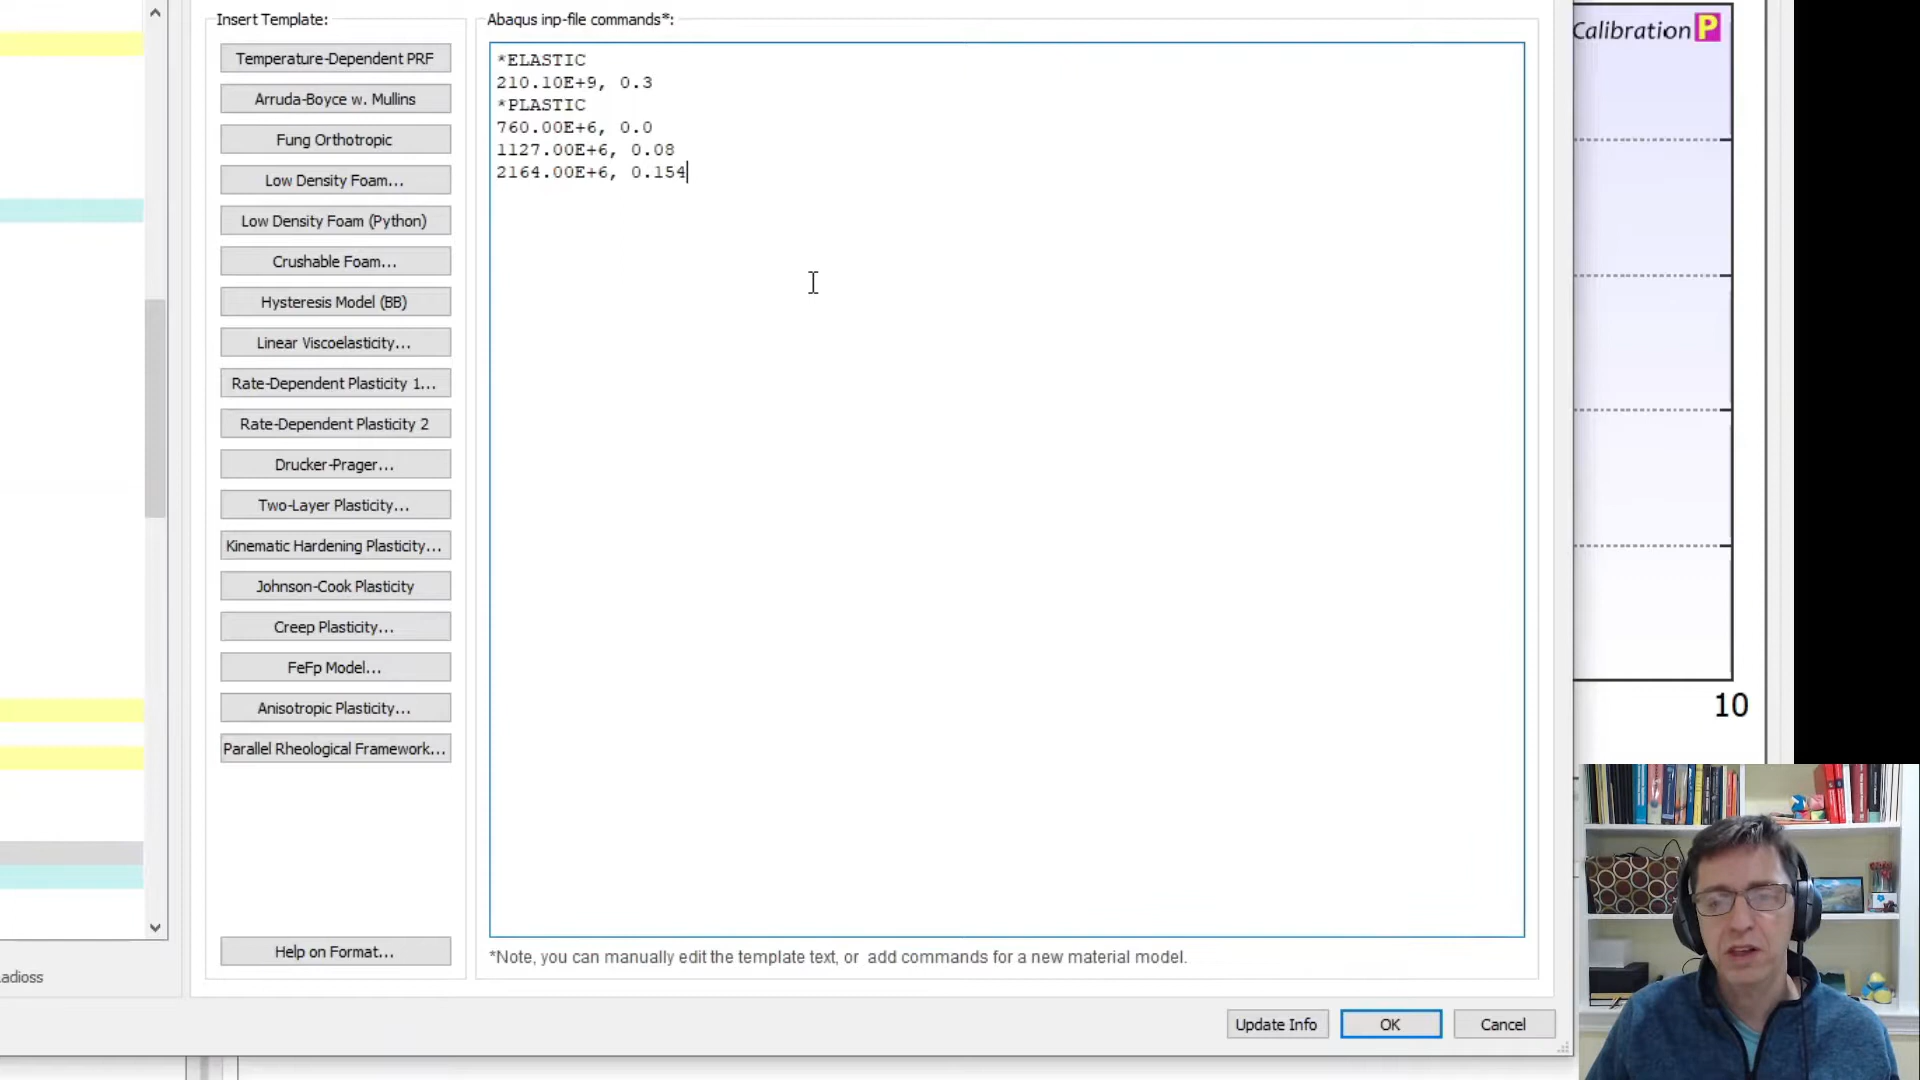 Insert Template:
Temperature-Dependent PRF
Arruda-Boyce w. Mullins
Fung Orthotropic
Low Density Foam...
Low Density Foam (Python)
Crushable Foam...
Hysteresis Model (BB)
Linear Viscoelasticity...
Rate-Dependent Plasticity 1...
Rate-Dependent Plasticity 2
Drucker-Prager...
Two-Layer Plasticity...
Kinematic Hardening Plasticity...
Johnson-Cook Plasticity
Creep Plasticity...
FeFp Model...
Anisotropic Plasticity...
Parallel Rheological Framework...
Help on Format...
Abaqus inp-file commands*:
*ELASTIC
210.10E+9, 0.3
*PLASTIC
760.00E+6, 0.0
1127.00E+6, 0.08
2164.00E+6, 0.154
*Note, you can manually edit the template text, or add commands for a new material model.
Update Info
OK
Cancel
Calibration P
10
adioss